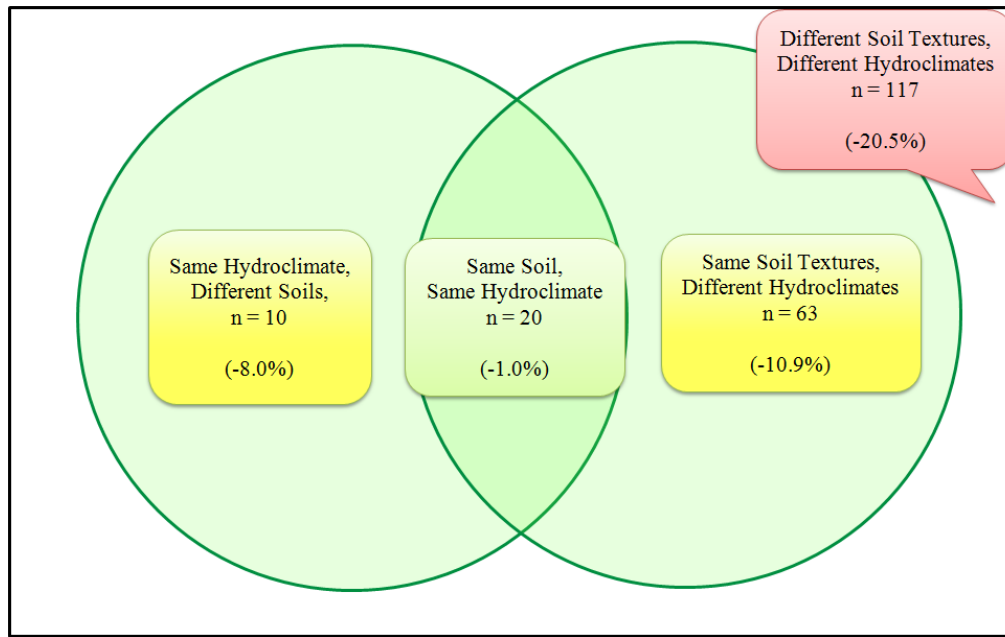 Different Soil Textures,
Different Hydroclimates
n = 117
(-20.5%)
Same Hydroclimate,
Different Soils,
n = 10
(-8.0%)
Same Soil,
Same Hydroclimate
n = 20
(-1.0%)
Same Soil Textures,
Different Hydroclimates
n = 63
(-10.9%)